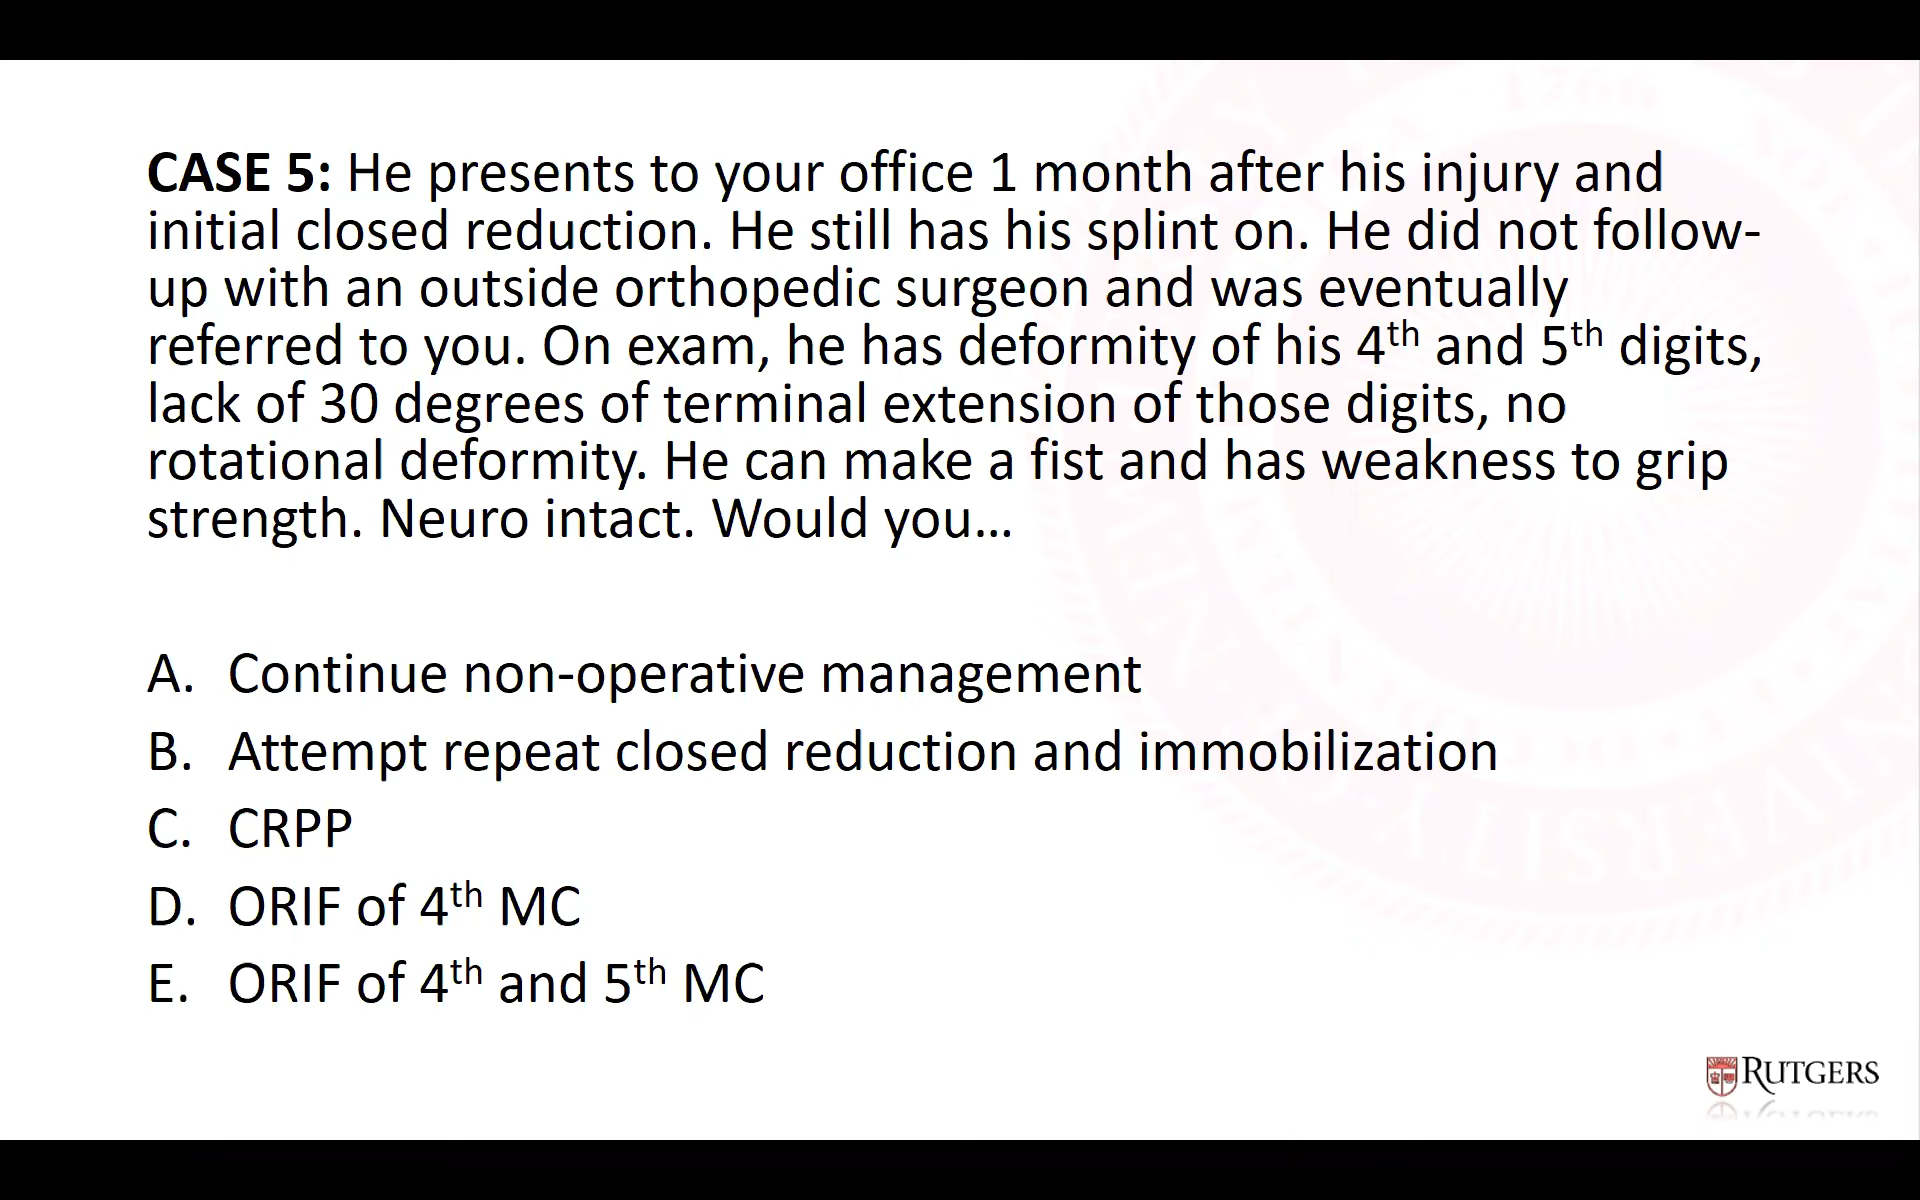 CASE 5: He presents to your office 1 month after his injury and
initial closed reduction. He still has his splint on. He did not follow-
up with an outside orthopedic surgeon and was eventually
referred to you. On exam, he has deformity of his 4th and 5th digits,
lack of 30 degrees of terminal extension of those digits, no
rotational deformity. He can make a fist and has weakness to grip
strength. Neuro intact. Would you...
A. Continue non-operative management
B. Attempt repeat closed reduction and immobilization
C. CRPP
D. ORIF of 4th MC
E. ORIF of 4th and 5th MC
RUTGERS